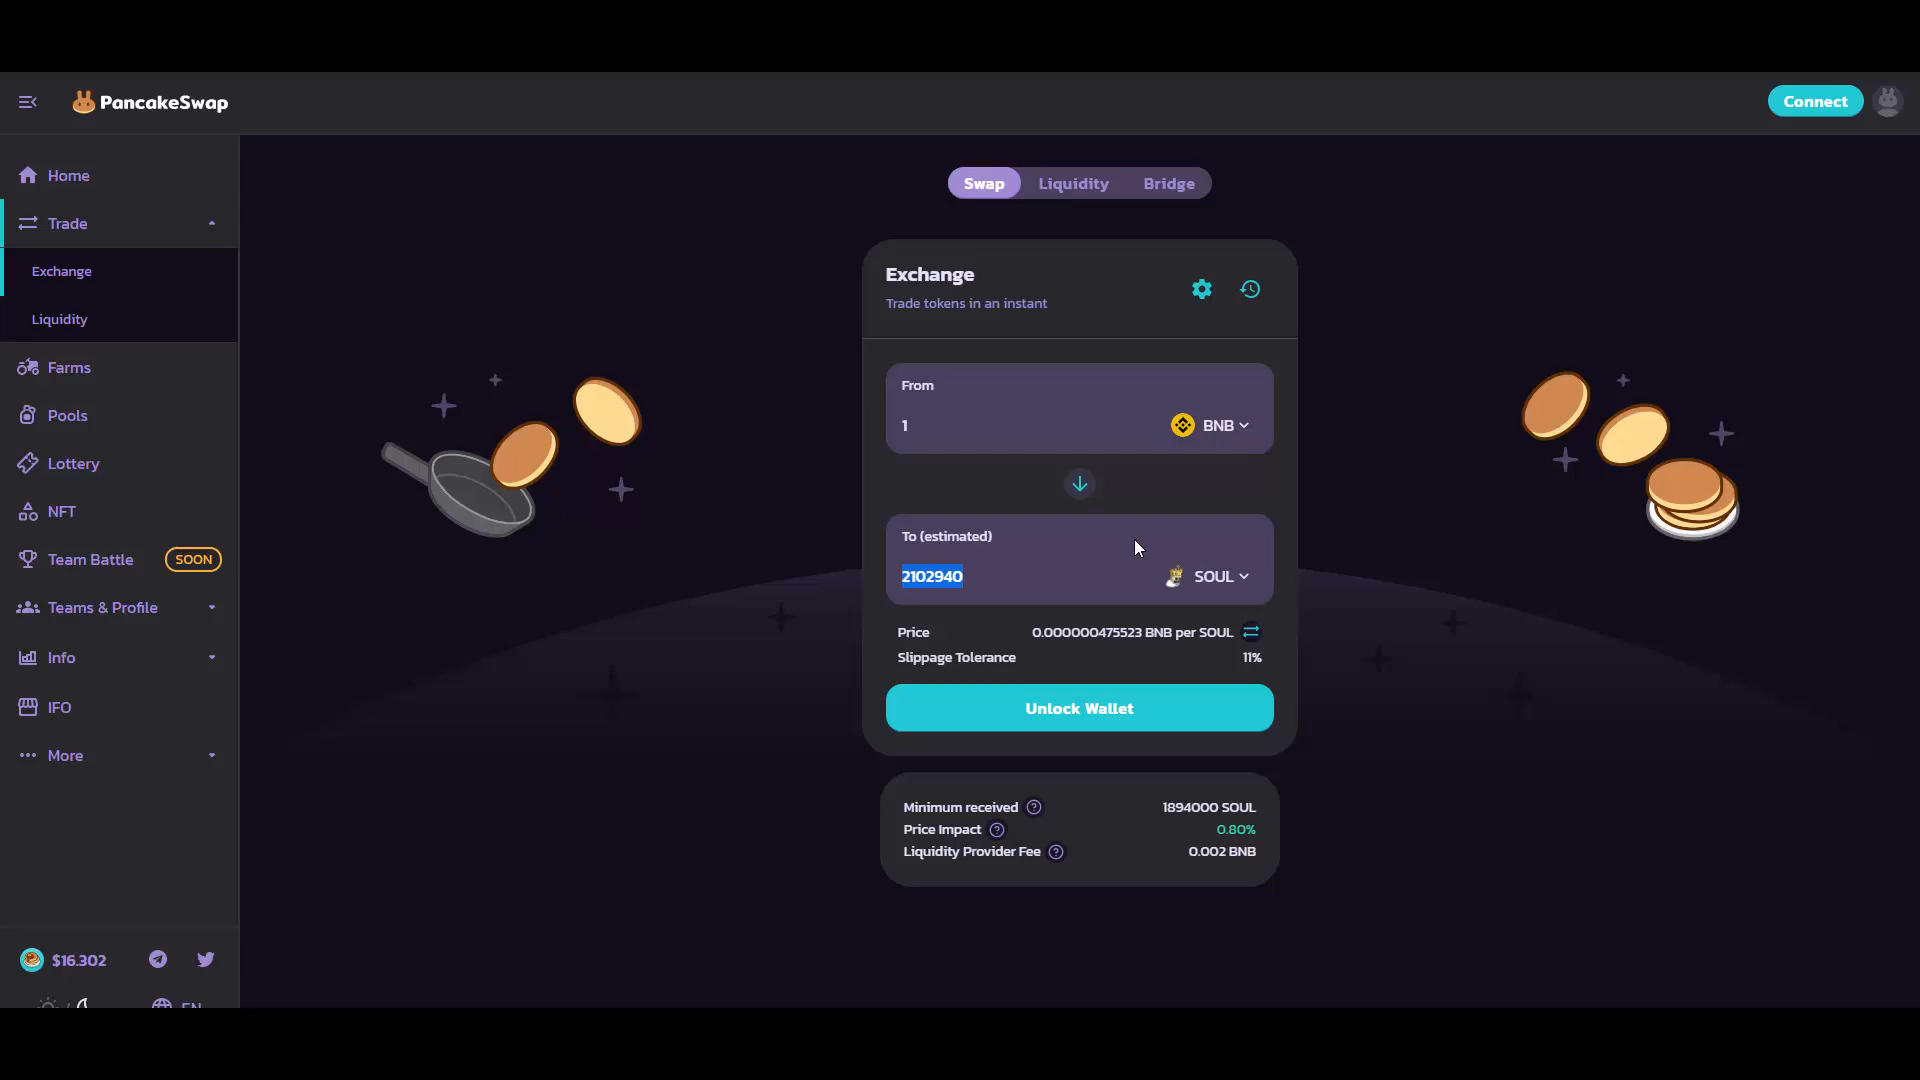 PancakeSwap
Connect
Home
Trade
Exchange
Liquidity
Farms
Pools
Lottery
NFT
Team Battle SOON
Teams & Profile
Info
IFO
More
$16.302
EN
Swap Liquidity Bridge
Exchange
Trade tokens in an instant
From
1 BNB
To (estimated)
2102940 SOUL
Price 0.000000475523 BNB per SOUL
Slippage Tolerance 11%
Unlock Wallet
Minimum received ? 1894000 SOUL
Price Impact ? 0.80%
Liquidity Provider Fee ? 0.002 BNB